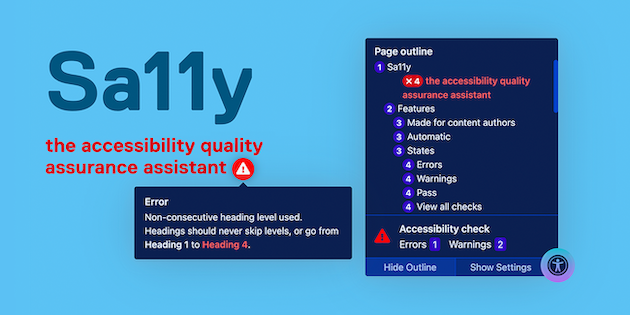 Sa11y
the accessibility quality
assurance assistant
Error
Non-consecutive heading level used.
Headings should never skip levels, or go from
Heading 1 to Heading 4.
Page outline
1 Sa11y
× 4 the accessibility quality
assurance assistant
2 Features
3 Made for content authors
3 Automatic
3 States
4 Errors
4 Warnings
4 Pass
4 View all checks
Accessibility check
Errors 1 Warnings 2
Hide Outline Show Settings